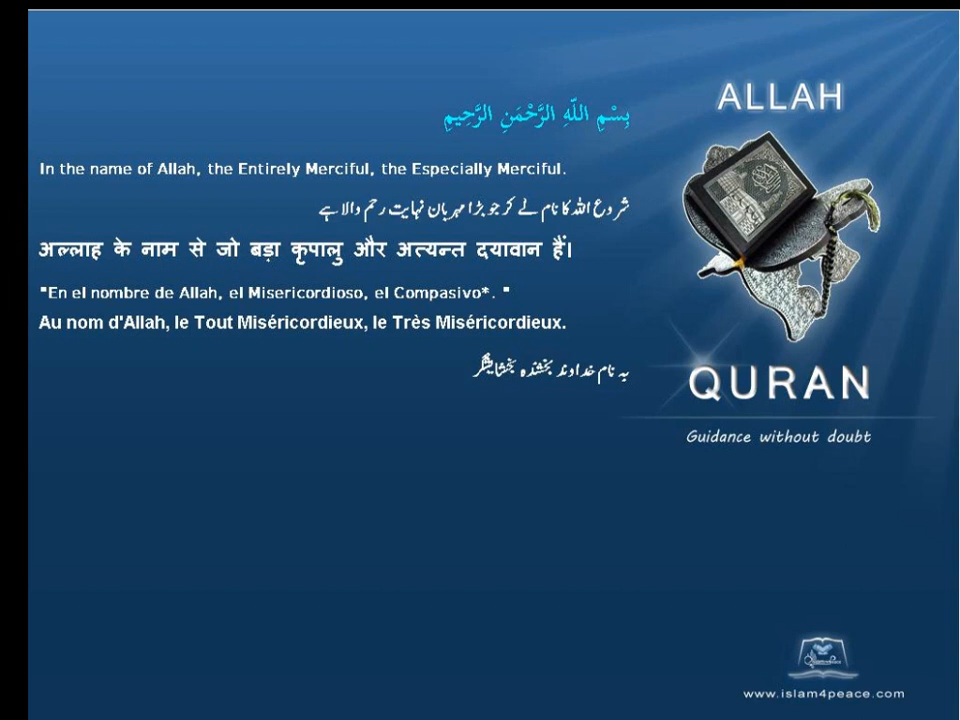 بِسْمِ اللّهِ الرَّحْمَنِ الرَّحِيمِ
In the name of Allah, the Entirely Merciful, the Especially Merciful.
شروع اللہ کا نام لے کر جو بڑا مہربان نہایت رحم والا ہے
अल्लाह के नाम से जो बड़ा कृपालु और अत्यन्त दयावान हैं।
"En el nombre de Allah, el Misericordioso, el Compasivo*. "
Au nom d'Allah, le Tout Miséricordieux, le Très Miséricordieux.
به نام خداوند بخشنده بخشایشگر
ALLAH
QURAN
Guidance without doubt
www.islam4peace.com